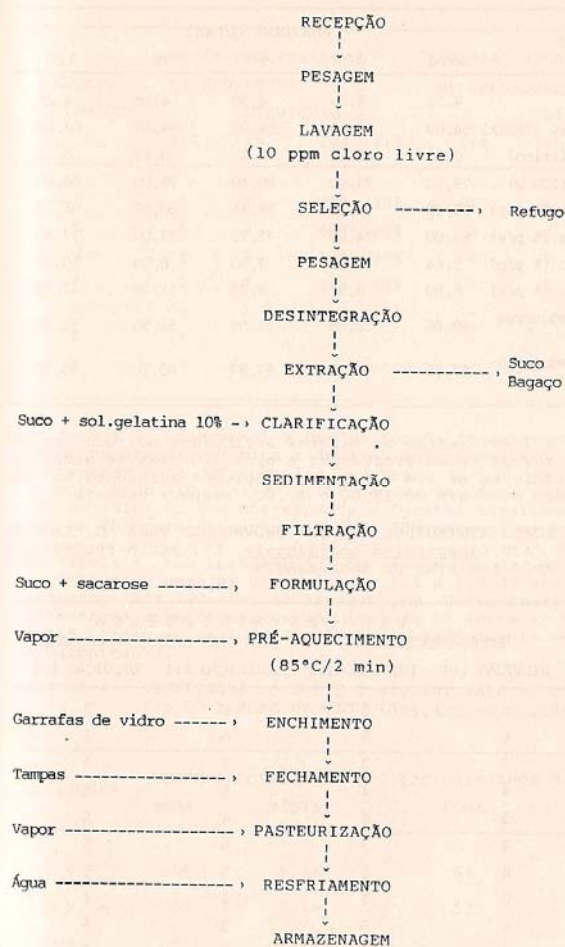 RECEPÇÃO
PESAGEM
LAVAGEM
(10 ppm cloro livre)
SELEÇÃO --------› Refugo
PESAGEM
DESINTEGRAÇÃO
EXTRAÇÃO ----------› Suco
Bagaço
Suco + sol.gelatina 10% -› CLARIFICAÇÃO
SEDIMENTAÇÃO
FILTRAÇÃO
Suco + sacarose --------› FORMULAÇÃO
Vapor ---------------› PRÉ-AQUECIMENTO
(85°C/2 min)
Garrafas de vidro ------› ENCHIMENTO
Tampas ---------------› FECHAMENTO
Vapor ----------------› PASTEURIZAÇÃO
Água -----------------› RESFRIAMENTO
ARMAZENAGEM